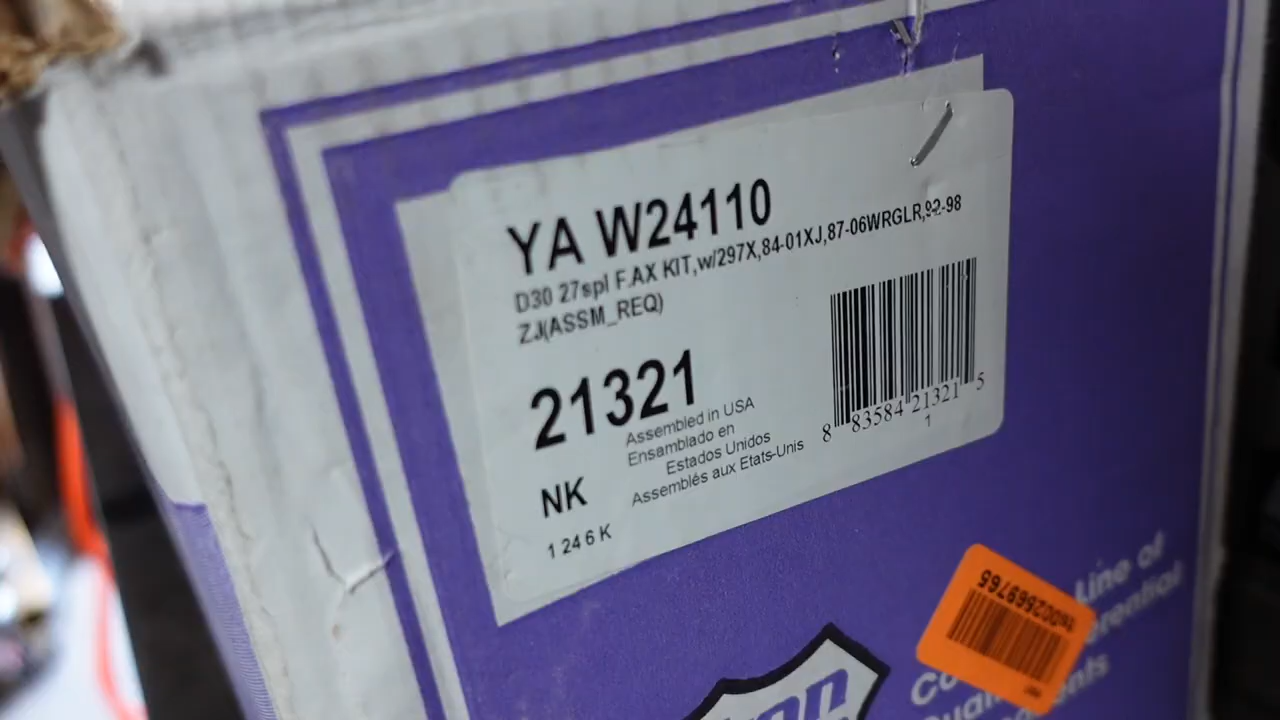 YA W24110
D30 27spl F.AX KIT,w/297X,84-01XJ,87-06WRGLR,92-98
ZJ(ASSM_REQ)
21321
Assembled in USA
Ensamblado en
Estados Unidos
Assemblés aux Etats-Unis
NK
1 24 6 K
8 83584 21321 5
1
Line of